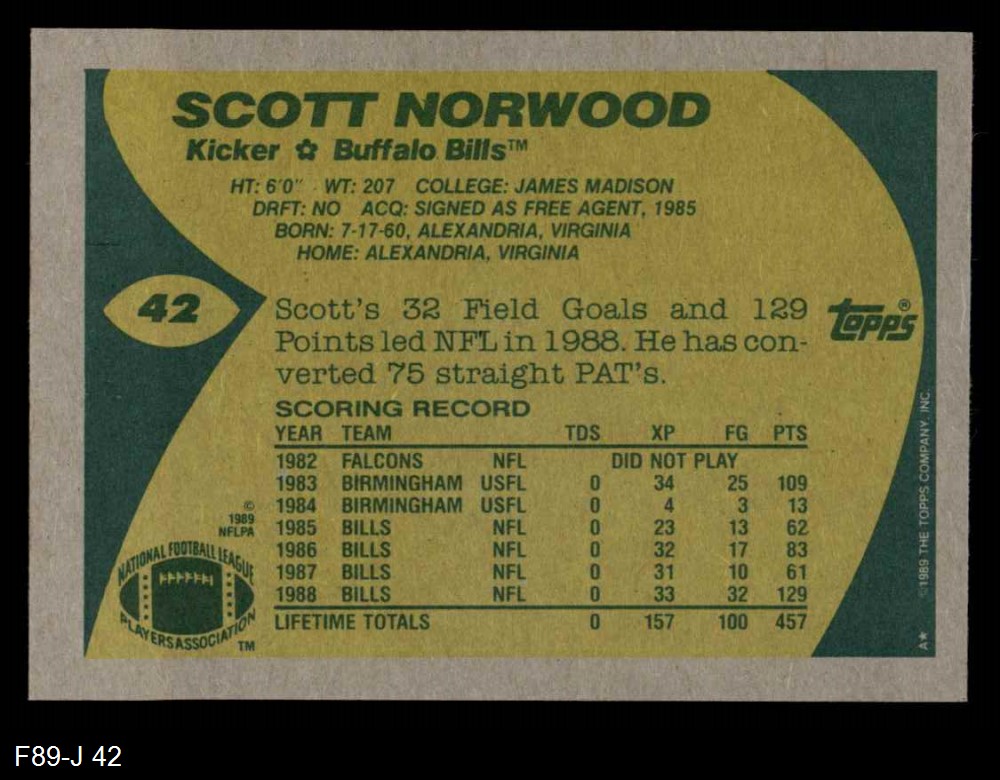 SCOTT NORWOOD
Kicker ✿ Buffalo Bills™
HT: 6'0" WT: 207 COLLEGE: JAMES MADISON
DRFT: NO ACQ: SIGNED AS FREE AGENT, 1985
BORN: 7-17-60, ALEXANDRIA, VIRGINIA
HOME: ALEXANDRIA, VIRGINIA
42
Scott's 32 Field Goals and 129
Points led NFL in 1988. He has con-
verted 75 straight PAT's.
topps®
SCORING RECORD
YEAR TEAM TDS XP FG PTS
1982 FALCONS NFL DID NOT PLAY
1983 BIRMINGHAM USFL 0 34 25 109
1984 BIRMINGHAM USFL 0 4 3 13
1985 BILLS NFL 0 23 13 62
1986 BILLS NFL 0 32 17 83
1987 BILLS NFL 0 31 10 61
1988 BILLS NFL 0 33 32 129
LIFETIME TOTALS 0 157 100 457
©
1989
NFLPA
NATIONAL FOOTBALL LEAGUE
PLAYERS ASSOCIATION
TM
©1989 THE TOPPS COMPANY, INC.
A★
F89-J 42